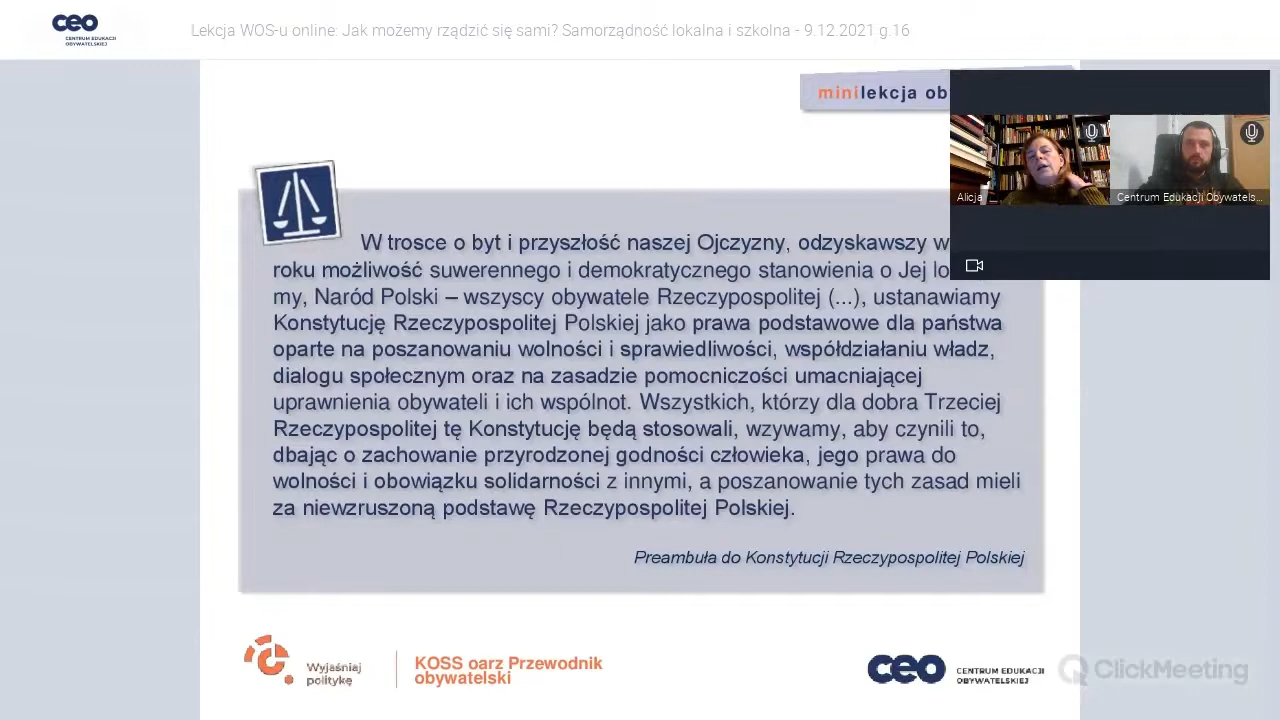 ceo
CENTRUM EDUKACJI
OBYWATELSKIEJ
Lekcja WOS-u online: Jak możemy rządzić się sami? Samorządność lokalna i szkolna - 9.12.2021 g.16
minilekcja ob
Alicja
Centrum Edukacji Obywatels...
W trosce o byt i przyszłość naszej Ojczyzny, odzyskawszy w
roku możliwość suwerennego i demokratycznego stanowienia o Jej lo
my, Naród Polski – wszyscy obywatele Rzeczypospolitej (...), ustanawiamy
Konstytucję Rzeczypospolitej Polskiej jako prawa podstawowe dla państwa
oparte na poszanowaniu wolności i sprawiedliwości, współdziałaniu władz,
dialogu społecznym oraz na zasadzie pomocniczości umacniającej
uprawnienia obywateli i ich wspólnot. Wszystkich, którzy dla dobra Trzeciej
Rzeczypospolitej tę Konstytucję będą stosowali, wzywamy, aby czynili to,
dbając o zachowanie przyrodzonej godności człowieka, jego prawa do
wolności i obowiązku solidarności z innymi, a poszanowanie tych zasad mieli
za niewzruszoną podstawę Rzeczypospolitej Polskiej.
Preambuła do Konstytucji Rzeczypospolitej Polskiej
Wyjaśniaj
politykę
KOSS oarz Przewodnik
obywatelski
ceo
CENTRUM EDUKACJI
OBYWATELSKIEJ
ClickMeeting